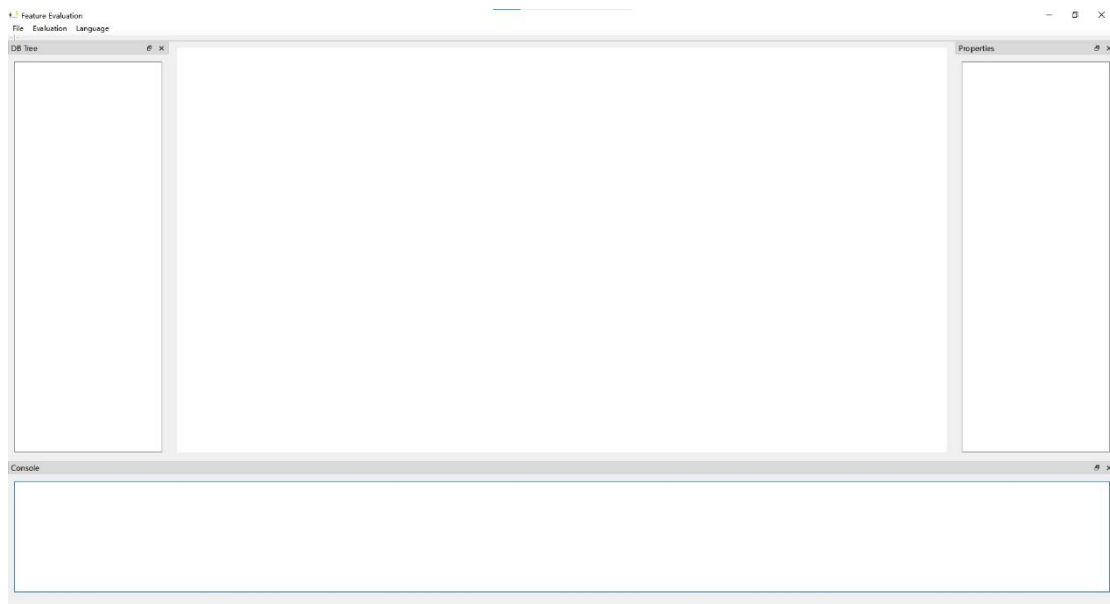 Feature Evaluation
File Evaluation Language
DB Tree
Properties
Console